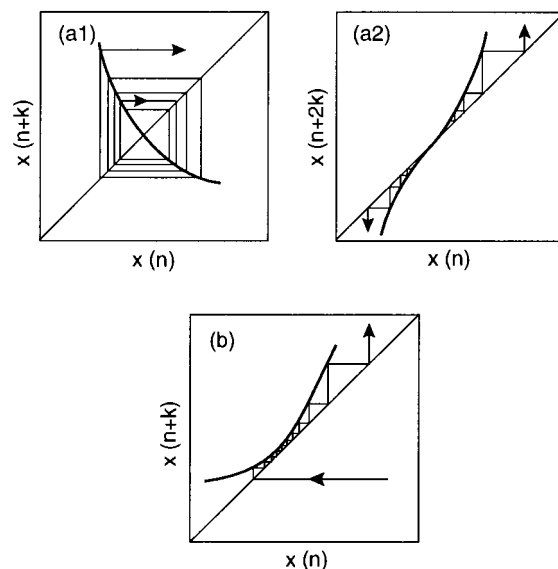 (a1)
x (n+k)
x (n)
(a2)
x (n+2k)
x (n)
(b)
x (n+k)
x (n)